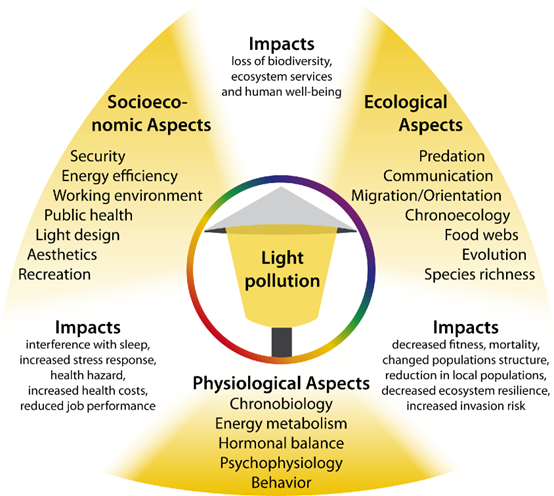 Impacts
loss of biodiversity,
ecosystem services
and human well-being
Socioeco-
nomic Aspects
Security
Energy efficiency
Working environment
Public health
Light design
Aesthetics
Recreation
Ecological
Aspects
Predation
Communication
Migration/Orientation
Chronoecology
Food webs
Evolution
Species richness
Light
pollution
Impacts
interference with sleep,
increased stress response,
health hazard,
increased health costs,
reduced job performance
Impacts
decreased fitness, mortality,
changed populations structure,
reduction in local populations,
decreased ecosystem resilience,
increased invasion risk
Physiological Aspects
Chronobiology
Energy metabolism
Hormonal balance
Psychophysiology
Behavior